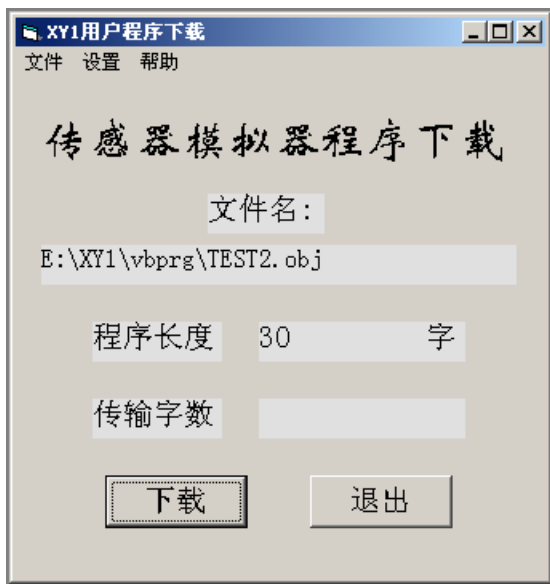 XY1用户程序下载
文件 设置 帮助
传感器模拟器程序下载
文件名:
E:\XY1\vbprg\TEST2.obj
程序长度 30 字
传输字数
下载 退出